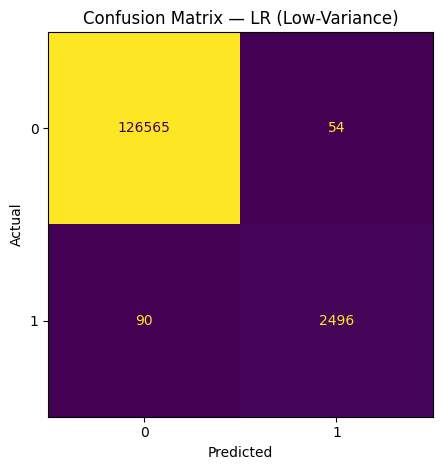 Confusion Matrix — LR (Low-Variance)
Actual
0
126565
54
1
90
2496
0
1
Predicted